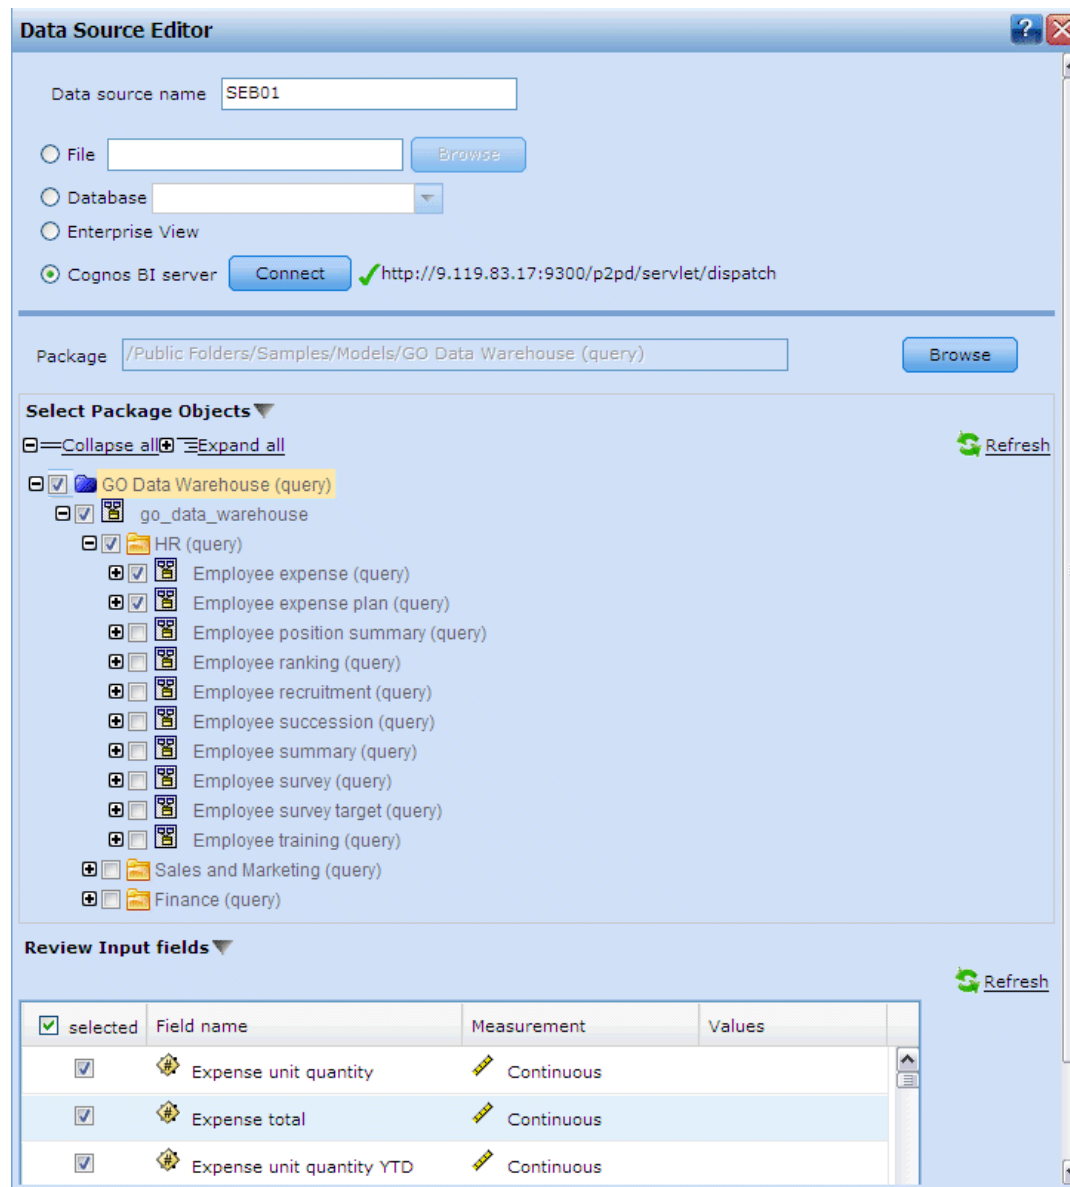 Data Source Editor ?
Data source name SEB01
File Browse
Database
Enterprise View
Cognos BI server Connect http://9.119.83.17:9300/p2pd/servlet/dispatch
Package /Public Folders/Samples/Models/GO Data Warehouse (query) Browse
Select Package Objects
Collapse all Expand all Refresh
GO Data Warehouse (query)
go_data_warehouse
HR (query)
Employee expense (query)
Employee expense plan (query)
Employee position summary (query)
Employee ranking (query)
Employee recruitment (query)
Employee succession (query)
Employee summary (query)
Employee survey (query)
Employee survey target (query)
Employee training (query)
Sales and Marketing (query)
Finance (query)
Review Input fields
Refresh
selected Field name Measurement Values
Expense unit quantity Continuous
Expense total Continuous
Expense unit quantity YTD Continuous